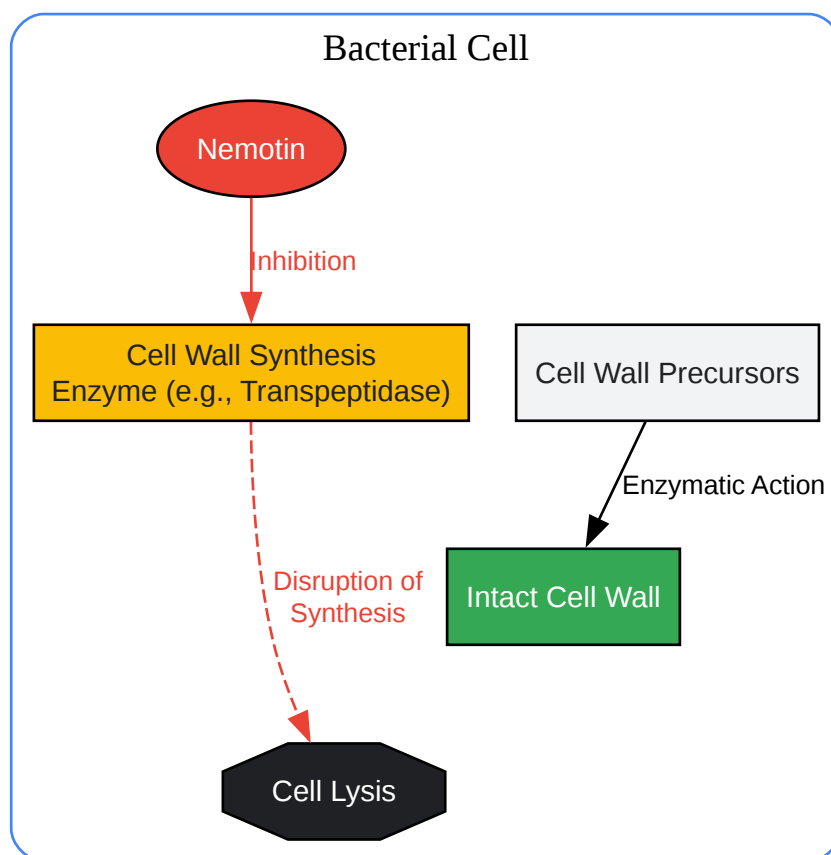 Bacterial Cell
Nemotin
Inhibition
Cell Wall Synthesis
Enzyme (e.g., Transpeptidase)
Cell Wall Precursors
Enzymatic Action
Disruption of
Synthesis
Intact Cell Wall
Cell Lysis